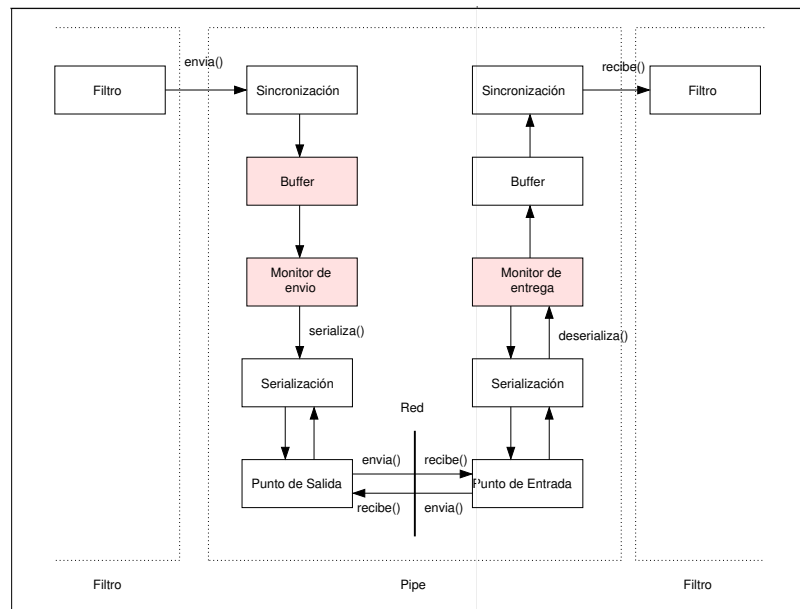 envia()
recibe()
Filtro
Sincronización
Sincronización
Filtro
Buffer
Buffer
Monitor de
envio
Monitor de
entrega
serializa()
deserializa()
Serialización
Serialización
Red
envia()
recibe()
Punto de Salida
Punto de Entrada
recibe()
envia()
Filtro
Pipe
Filtro